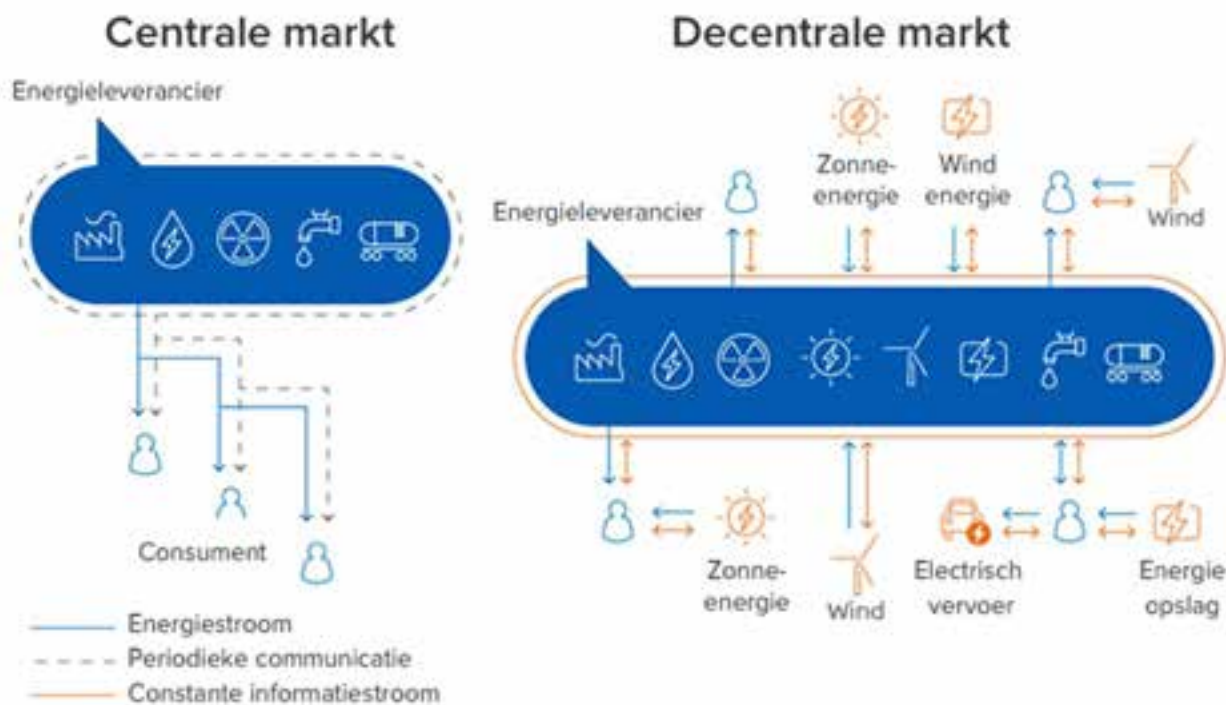 Centrale markt
Energieleverancier
Consument
Energiestroom
Periodieke communicatie
Constante informatiestroom
Decentrale markt
Energieleverancier
Zonne-
energie
Wind
energie
Wind
Zonne-
energie
Wind
Electrisch
vervoer
Energie
opslag